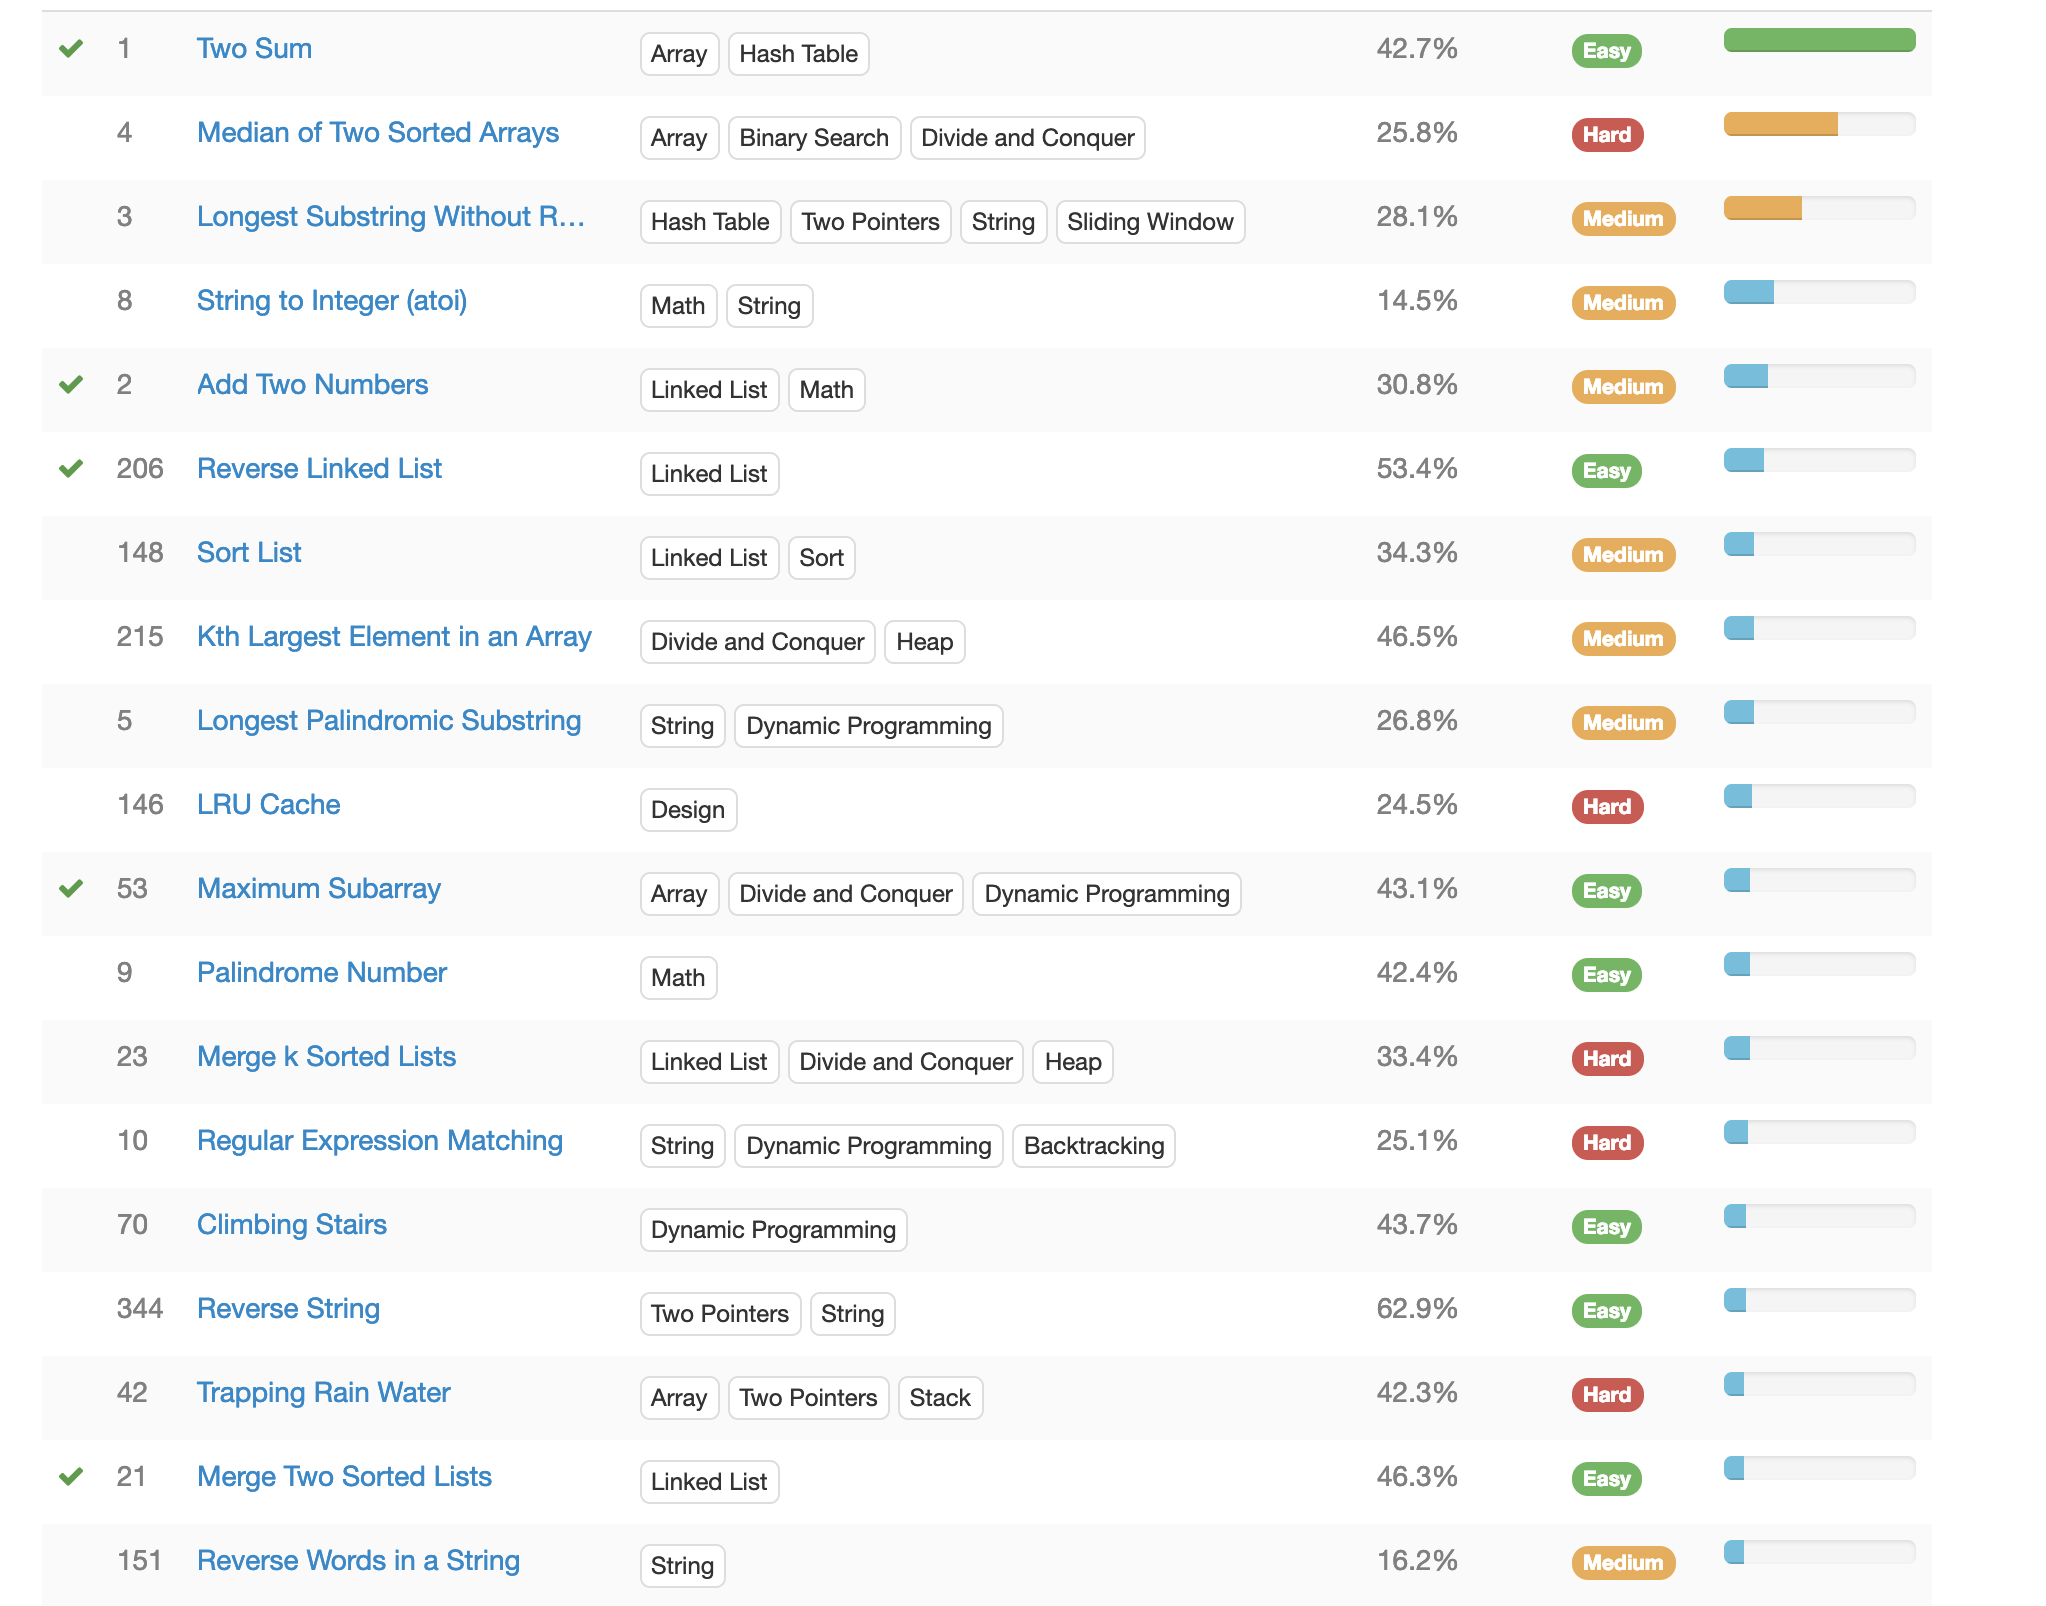 1 Two Sum Array Hash Table 42.7% Easy
4 Median of Two Sorted Arrays Array Binary Search Divide and Conquer 25.8% Hard
3 Longest Substring Without R... Hash Table Two Pointers String Sliding Window 28.1% Medium
8 String to Integer (atoi) Math String 14.5% Medium
2 Add Two Numbers Linked List Math 30.8% Medium
206 Reverse Linked List Linked List 53.4% Easy
148 Sort List Linked List Sort 34.3% Medium
215 Kth Largest Element in an Array Divide and Conquer Heap 46.5% Medium
5 Longest Palindromic Substring String Dynamic Programming 26.8% Medium
146 LRU Cache Design 24.5% Hard
53 Maximum Subarray Array Divide and Conquer Dynamic Programming 43.1% Easy
9 Palindrome Number Math 42.4% Easy
23 Merge k Sorted Lists Linked List Divide and Conquer Heap 33.4% Hard
10 Regular Expression Matching String Dynamic Programming Backtracking 25.1% Hard
70 Climbing Stairs Dynamic Programming 43.7% Easy
344 Reverse String Two Pointers String 62.9% Easy
42 Trapping Rain Water Array Two Pointers Stack 42.3% Hard
21 Merge Two Sorted Lists Linked List 46.3% Easy
151 Reverse Words in a String String 16.2% Medium